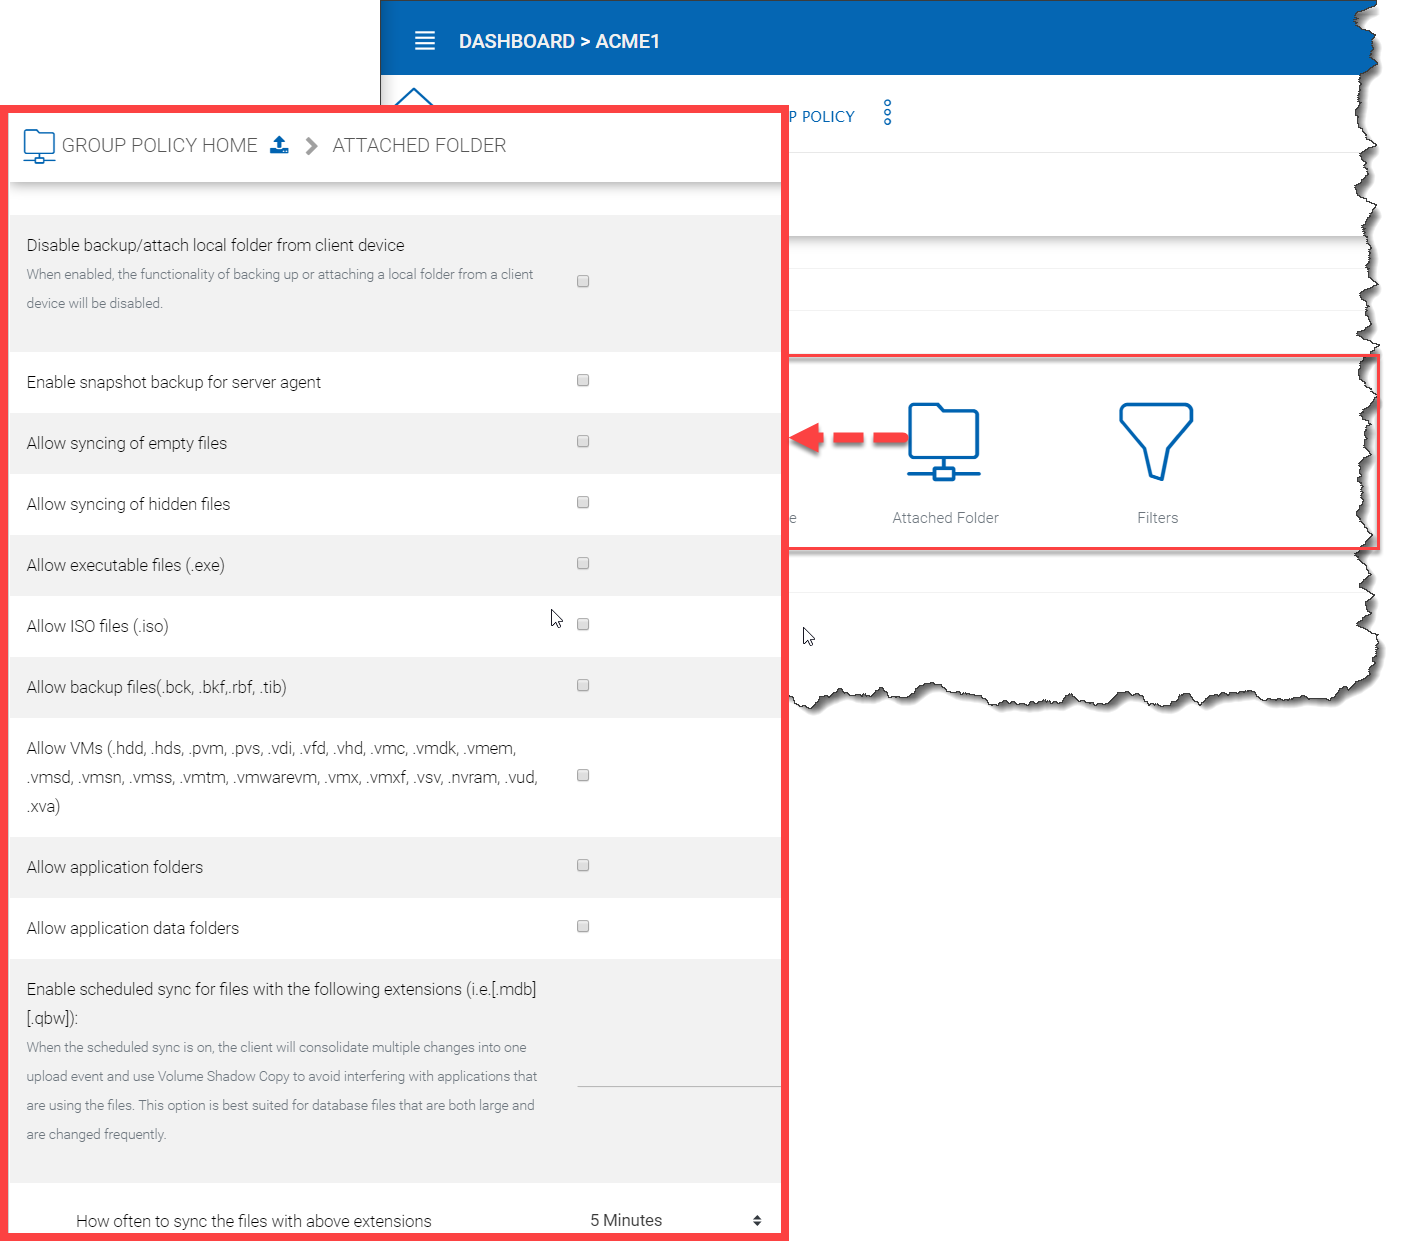 DASHBOARD > ACME1
P POLICY
GROUP POLICY HOME
ATTACHED FOLDER
Disable backup/attach local folder from client device
When enabled, the functionality of backing up or attaching a local folder from a client
device will be disabled.
Enable snapshot backup for server agent
Allow syncing of empty files
Allow syncing of hidden files
Allow executable files (.exe)
Allow ISO files (.iso)
Allow backup files(.bck, .bkf,.rbf, .tib)
Allow VMs (.hdd, .hds, .pvm, .pvs, .vdi, .vfd, .vhd, .vmc, .vmdk, .vmem,
.vmsd, .vmsn, .vmss, .vmtm, .vmwarevm, .vmx, .vmxf, .vsv, .nvram, .vud,
.xva)
Allow application folders
Allow application data folders
Enable scheduled sync for files with the following extensions (i.e.[.mdb]
[.qbw]):
When the scheduled sync is on, the client will consolidate multiple changes into one
upload event and use Volume Shadow Copy to avoid interfering with applications that
are using the files. This option is best suited for database files that are both large and
are changed frequently.
How often to sync the files with above extensions
5 Minutes
e
Attached Folder
Filters